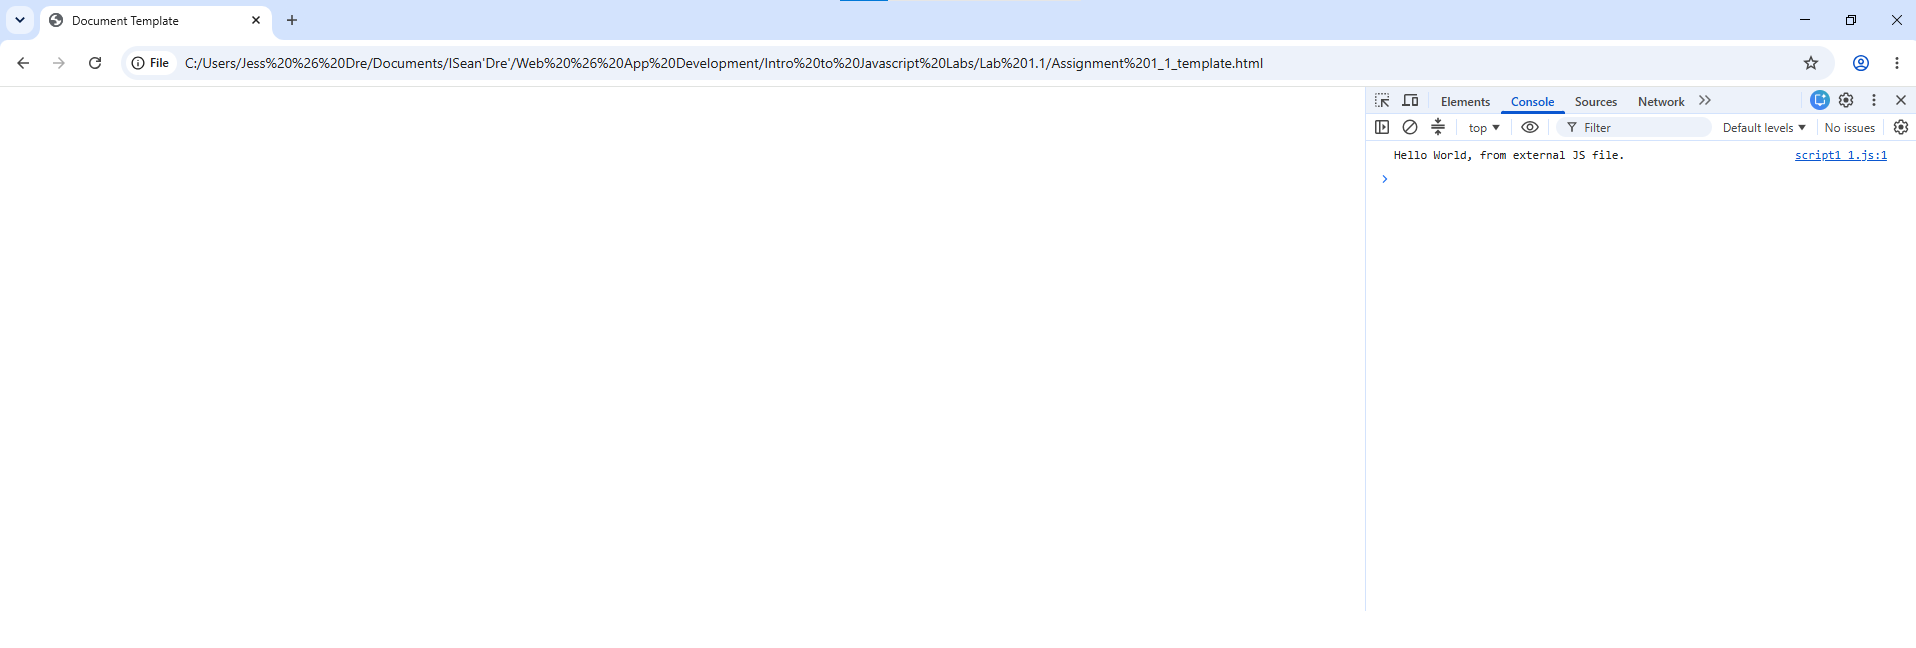 Document Template
File C:/Users/Jess%20%26%20Dre/Documents/ISean'Dre'/Web%20%26%20App%20Development/Intro%20to%20Javascript%20Labs/Lab%201.1/Assignment%201_1_template.html
Elements Console Sources Network
top Filter Default levels No issues
Hello World, from external JS file. script1_1.js:1